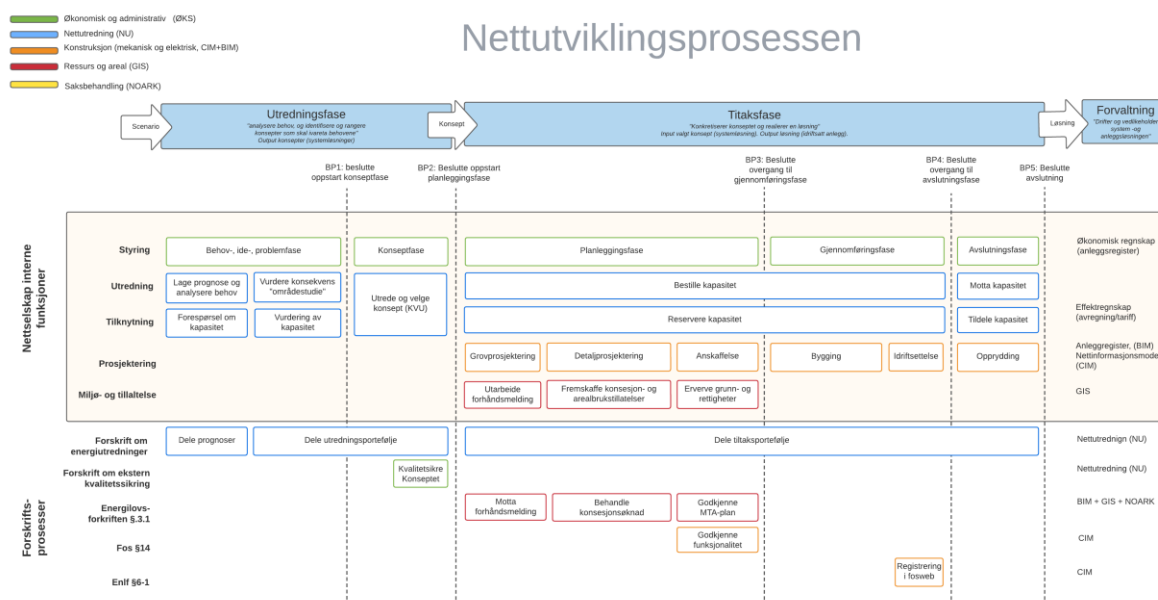 Økonomisk og administrativ (ØKS)
Nettutredning (NU)
Konstruksjon (mekanisk og elektrisk, CIM+BIM)
Ressurs og areal (GIS)
Saksbehandling (NOARK)
Nettutviklingsprosessen
Scenario
Utredningsfase
"analysere behov, og identifisere og rangere
konsepter som skal ivareta behovene"
Output konsepter (systemløsninger)
Konsept
Titaksfase
"Konkretiserer konseptet og realiserer en løsning"
Input valgt konsept (systemløsning). Output løsning (idriftsatt anlegg).
Løsning
Forvaltning
"Drifter og vedlikeholder
system -og
anleggsløsningen"
BP1: beslutte
oppstart konseptfase
BP2: Beslutte oppstart
planleggingsfase
BP3: Beslutte
overgang til
gjennomføringsfase
BP4: Beslutte
overgang til
avslutningsfase
BP5: Beslutte
avslutning
Nettselskap interne
funksjoner
Styring
Behov-, ide-, problemfase
Konseptfase
Planleggingsfase
Gjennomføringsfase
Avslutningsfase
Økonomisk regnskap
(anleggsregister)
Utredning
Lage prognose og
analysere behov
Vurdere konsekvens
"områdestudie"
Utrede og velge
konsept (KVU)
Bestille kapasitet
Motta kapasitet
Tilknytning
Forespørsel om
kapasitet
Vurdering av
kapasitet
Reservere kapasitet
Tildele kapasitet
Effektregnskap
(avregning/tariff)
Prosjektering
Grovprosjektering
Detaljprosjektering
Anskaffelse
Bygging
Idriftsettelse
Opprydding
Anleggregister, (BIM)
Nettinformasjonsmode
(CIM)
Miljø- og tillaltelse
Utarbeide
forhåndsmelding
Fremskaffe konsesjon- og
arealbrukstillatelser
Erverve grunn- og
rettigheter
GIS
Forskrifts-
prosesser
Forskrift om
energiutredninger
Dele prognoser
Dele utredningsportefølje
Dele tiltaksportefølje
Nettutrednign (NU)
Forskrift om ekstern
kvalitetssikring
Kvalitetsikre
Konseptet
Nettutredning (NU)
Energilovs-
forkriften §.3.1
Motta
forhåndsmelding
Behandle
konsesjonsøknad
Godkjenne
MTA-plan
BIM + GIS + NOARK
Fos §14
Godkjenne
funksjonalitet
CIM
Enlf §6-1
Registrering
i fosweb
CIM